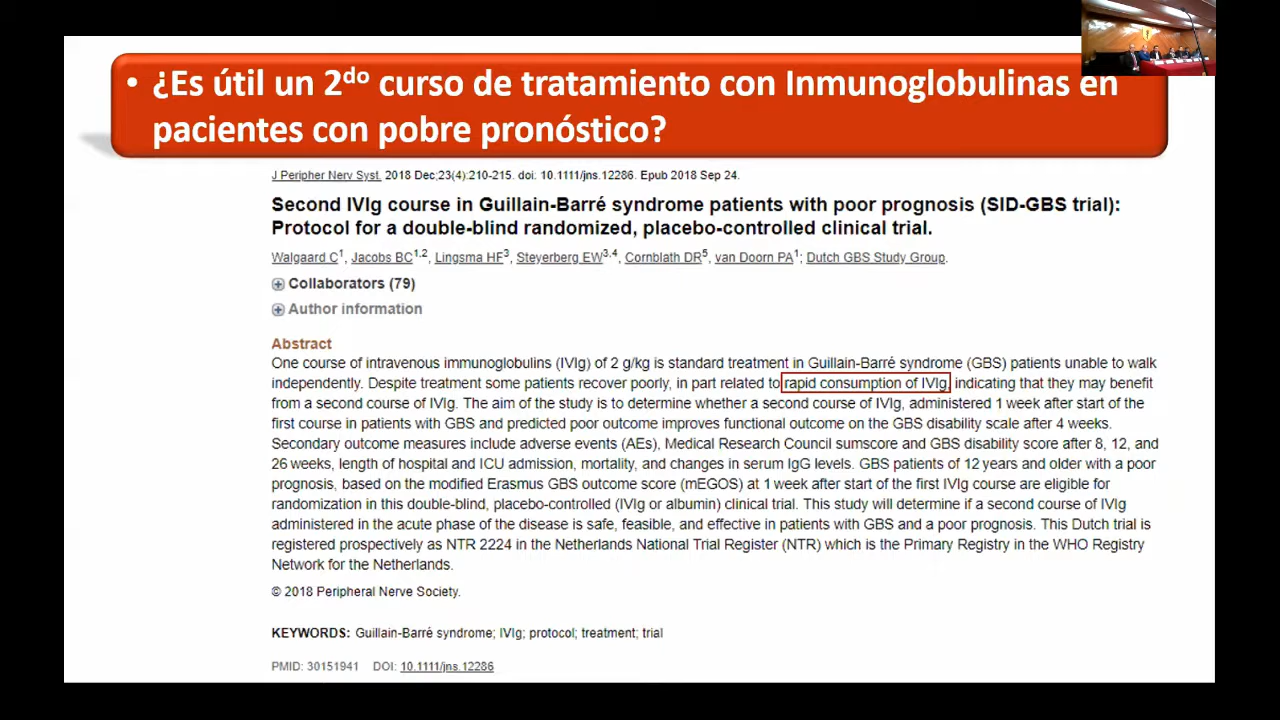 • ¿Es útil un 2do curso de tratamiento con Inmunoglobulinas en
pacientes con pobre pronóstico?
J Peripher Nerv Syst. 2018 Dec;23(4):210-215. doi: 10.1111/jns.12286. Epub 2018 Sep 24.
Second IVIg course in Guillain-Barré syndrome patients with poor prognosis (SID-GBS trial):
Protocol for a double-blind randomized, placebo-controlled clinical trial.
Walgaard C1, Jacobs BC1,2, Lingsma HF3, Steyerberg EW3,4, Cornblath DR5, van Doorn PA1; Dutch GBS Study Group.
Collaborators (79)
Author information
Abstract
One course of intravenous immunoglobulins (IVIg) of 2 g/kg is standard treatment in Guillain-Barré syndrome (GBS) patients unable to walk
independently. Despite treatment some patients recover poorly, in part related to rapid consumption of IVIg, indicating that they may benefit
from a second course of IVIg. The aim of the study is to determine whether a second course of IVIg, administered 1 week after start of the
first course in patients with GBS and predicted poor outcome improves functional outcome on the GBS disability scale after 4 weeks.
Secondary outcome measures include adverse events (AEs), Medical Research Council sumscore and GBS disability score after 8, 12, and
26 weeks, length of hospital and ICU admission, mortality, and changes in serum IgG levels. GBS patients of 12 years and older with a poor
prognosis, based on the modified Erasmus GBS outcome score (mEGOS) at 1 week after start of the first IVIg course are eligible for
randomization in this double-blind, placebo-controlled (IVIg or albumin) clinical trial. This study will determine if a second course of IVIg
administered in the acute phase of the disease is safe, feasible, and effective in patients with GBS and a poor prognosis. This Dutch trial is
registered prospectively as NTR 2224 in the Netherlands National Trial Register (NTR) which is the Primary Registry in the WHO Registry
Network for the Netherlands.
© 2018 Peripheral Nerve Society.
KEYWORDS: Guillain-Barré syndrome; IVIg; protocol; treatment; trial
PMID: 30151941 DOI: 10.1111/jns.12286